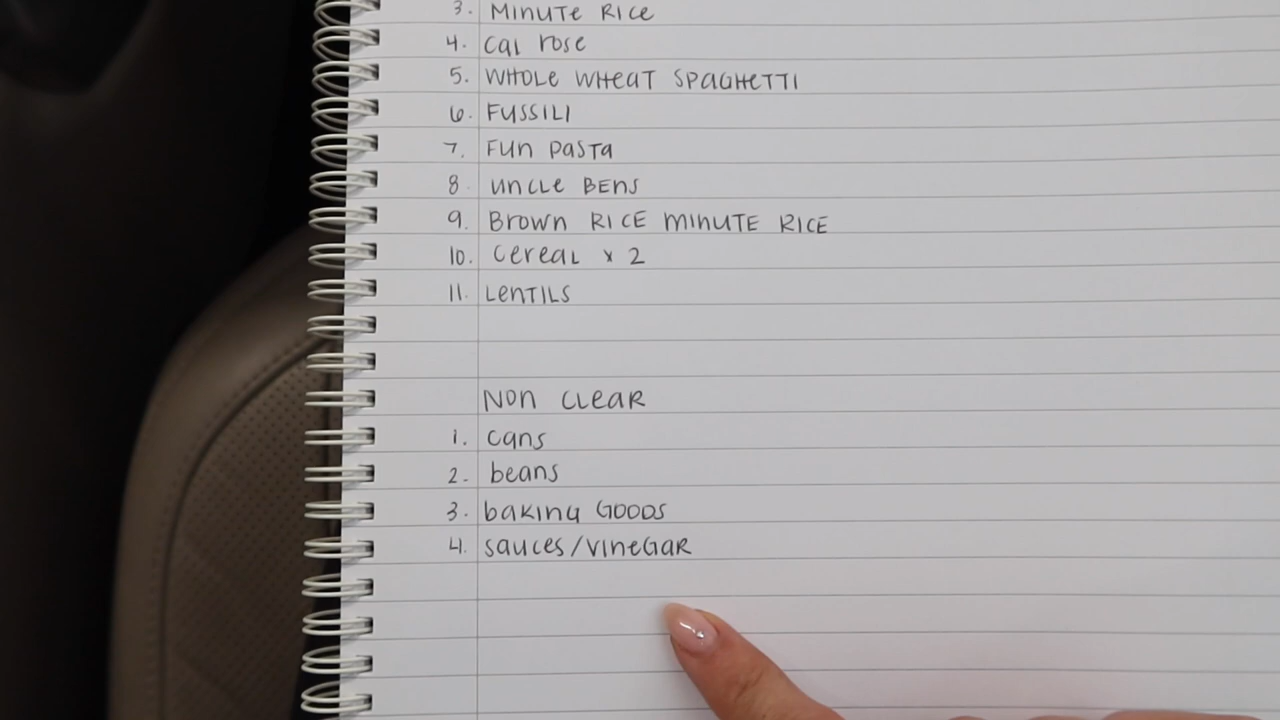 3. MINUTE RICE
4. cal rose
5. WHOLE WHEAT SPAGHETTI
6. FUSSILI
7. FUN PASTA
8. UNCLE BENS
9. BROWN RICE MINUTE RICE
10. CEREAL x 2
11. LENTILS
NON CLEAR
1. cans
2. beans
3. baking GOODS
4. sauces/VINEGAR